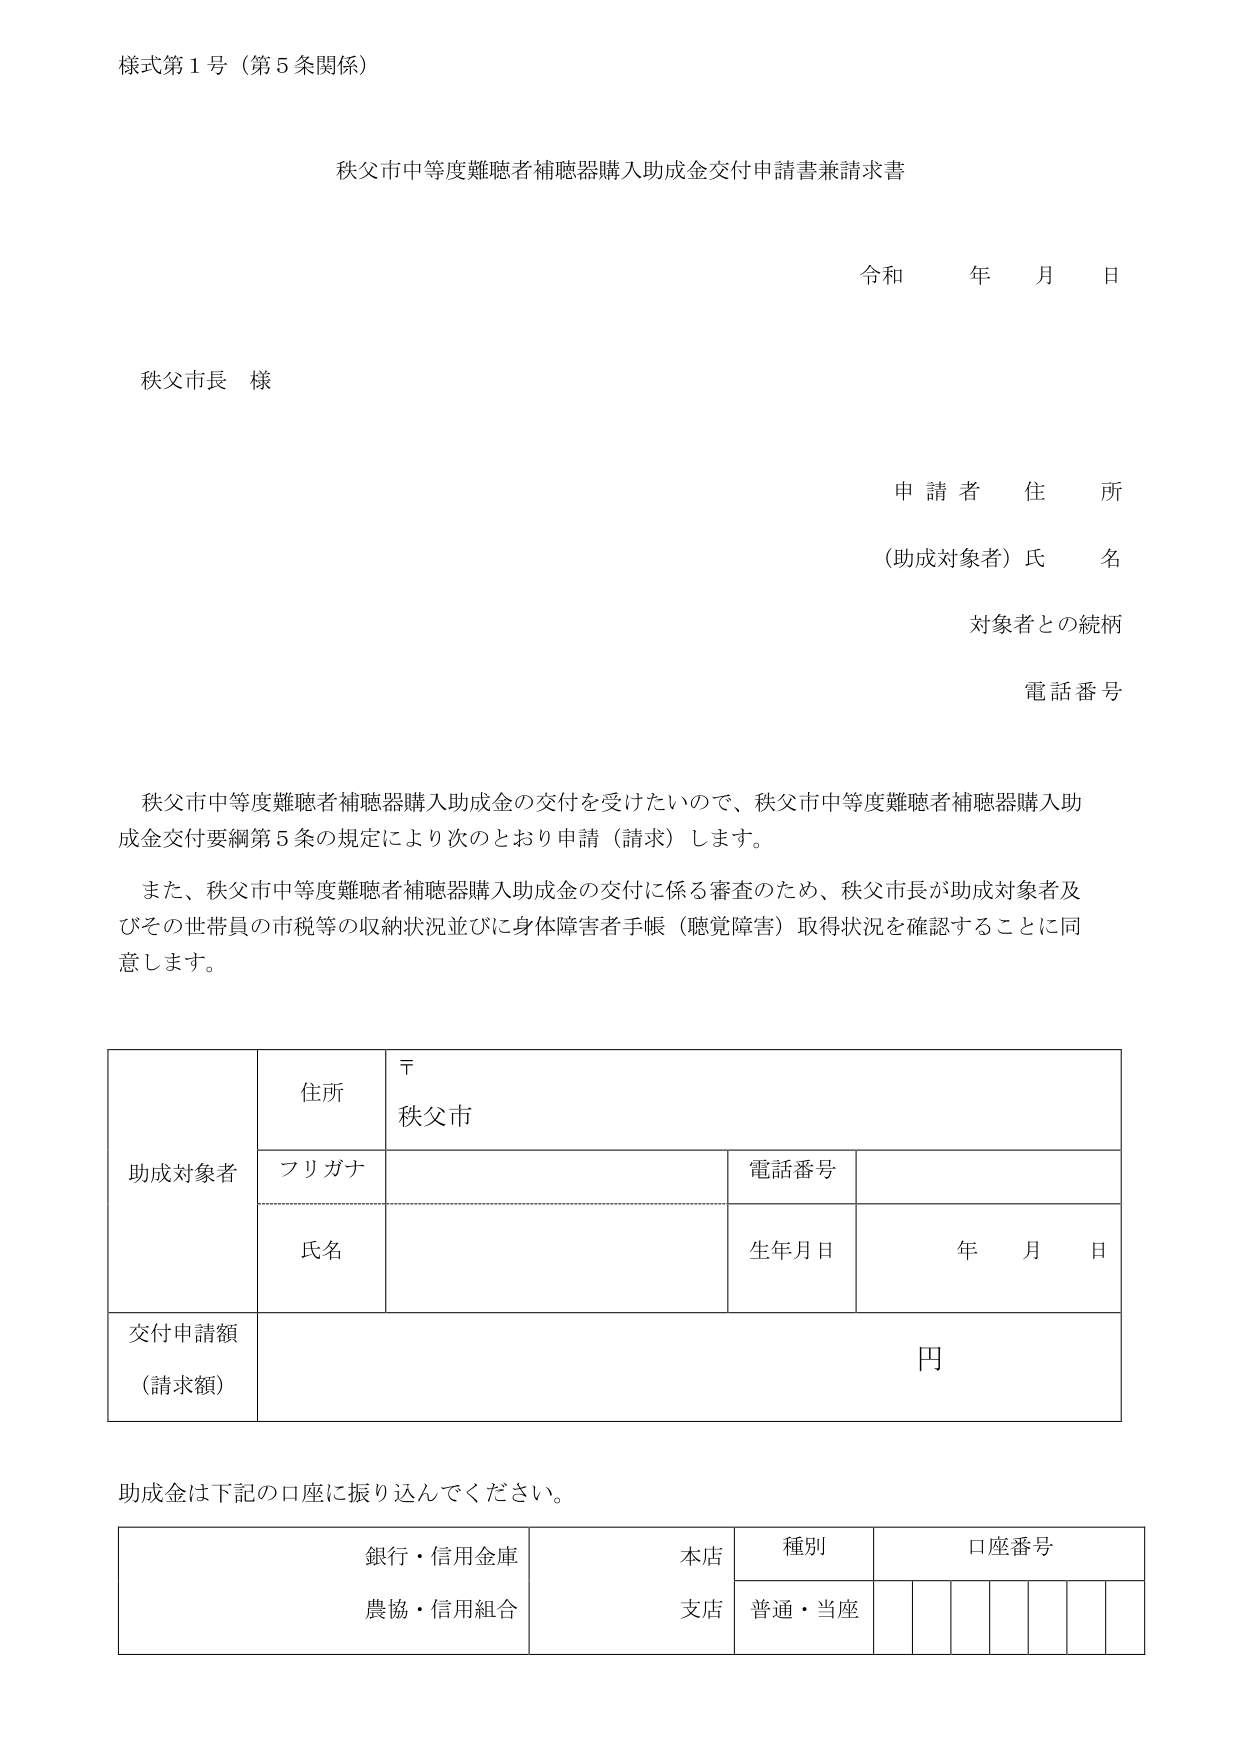 様式第１号（第５条関係）
秩父市中等度難聴者補聴器購入助成金交付申請書兼請求書
令和　　　年　　月　　日
秩父市長　様
申 請 者　　住　　所
（助成対象者）氏　　名
対象者との続柄
電話番号
秩父市中等度難聴者補聴器購入助成金の交付を受けたいので、秩父市中等度難聴者補聴器購入助
成金交付要綱第５条の規定により次のとおり申請（請求）します。
また、秩父市中等度難聴者補聴器購入助成金の交付に係る審査のため、秩父市長が助成対象者及
びその世帯員の市税等の収納状況並びに身体障害者手帳（聴覚障害）取得状況を確認することに同
意します。
助成対象者
住所
〒
秩父市
フリガナ
電話番号
氏名
生年月日
年　　月　　日
交付申請額
（請求額）
円
助成金は下記の口座に振り込んでください。
銀行・信用金庫
農協・信用組合
本店
支店
種別
普通・当座
口座番号